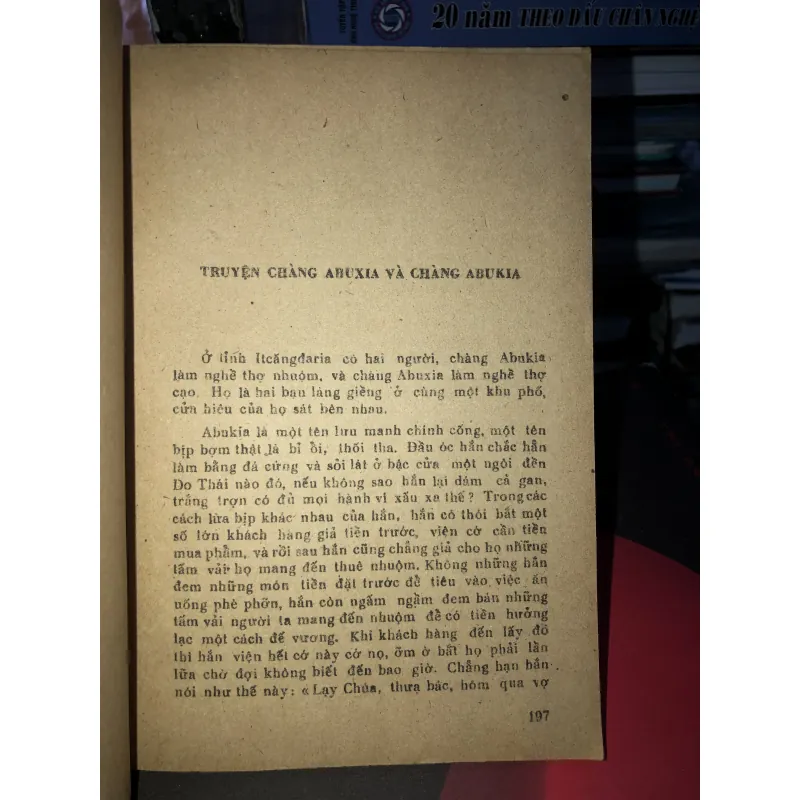 20 năm THEO DẤU CHÂN NGHỆ
TRUYỆN CHÀNG ABUXIA VÀ CHÀNG ABUKIA
Ở tỉnh Itcăngđaria có hai người, chàng Abukia
làm nghề thợ nhuộm, và chàng Abuxia làm nghề thợ
cạo. Họ là hai bạn láng giềng ở cùng một khu phố,
cửa hiệu của họ sát bên nhau.
Abukia là một tên lưu manh chính cống, một tên
bịp bợm thật là bỉ ổi, thối tha. Đầu óc hắn chắc hẳn
làm bằng đá cứng và sỏi lát ở bậc cửa một ngôi đền
Do Thái nào đó, nếu không sao hắn lại dám cả gan,
trắng trợn có đủ mọi hành vi xấu xa thế? Trong các
cách lừa bịp khác nhau của hắn, hắn có thói bắt một
số lớn khách hàng giả tiền trước, viện cớ cần tiền
mua phẩm, và rồi sau hắn cũng chẳng giả cho họ những
tấm vải họ mang đến thuê nhuộm. Không những hắn
đem những món tiền đặt trước để tiêu vào việc ăn
uống phè phỡn, hắn còn ngấm ngầm đem bán những
tấm vải người ta mang đến nhuộm để có tiền hưởng
lạc một cách đế vương. Khi khách hàng đến lấy đồ
thì hắn viện hết cớ này cớ nọ, ỡm ờ bắt họ phải lần
lữa chờ đợi không biết đến bao giờ. Chẳng hạn hắn
nói như thế này: « Lạy Chúa, thưa bác, hôm qua vợ
197